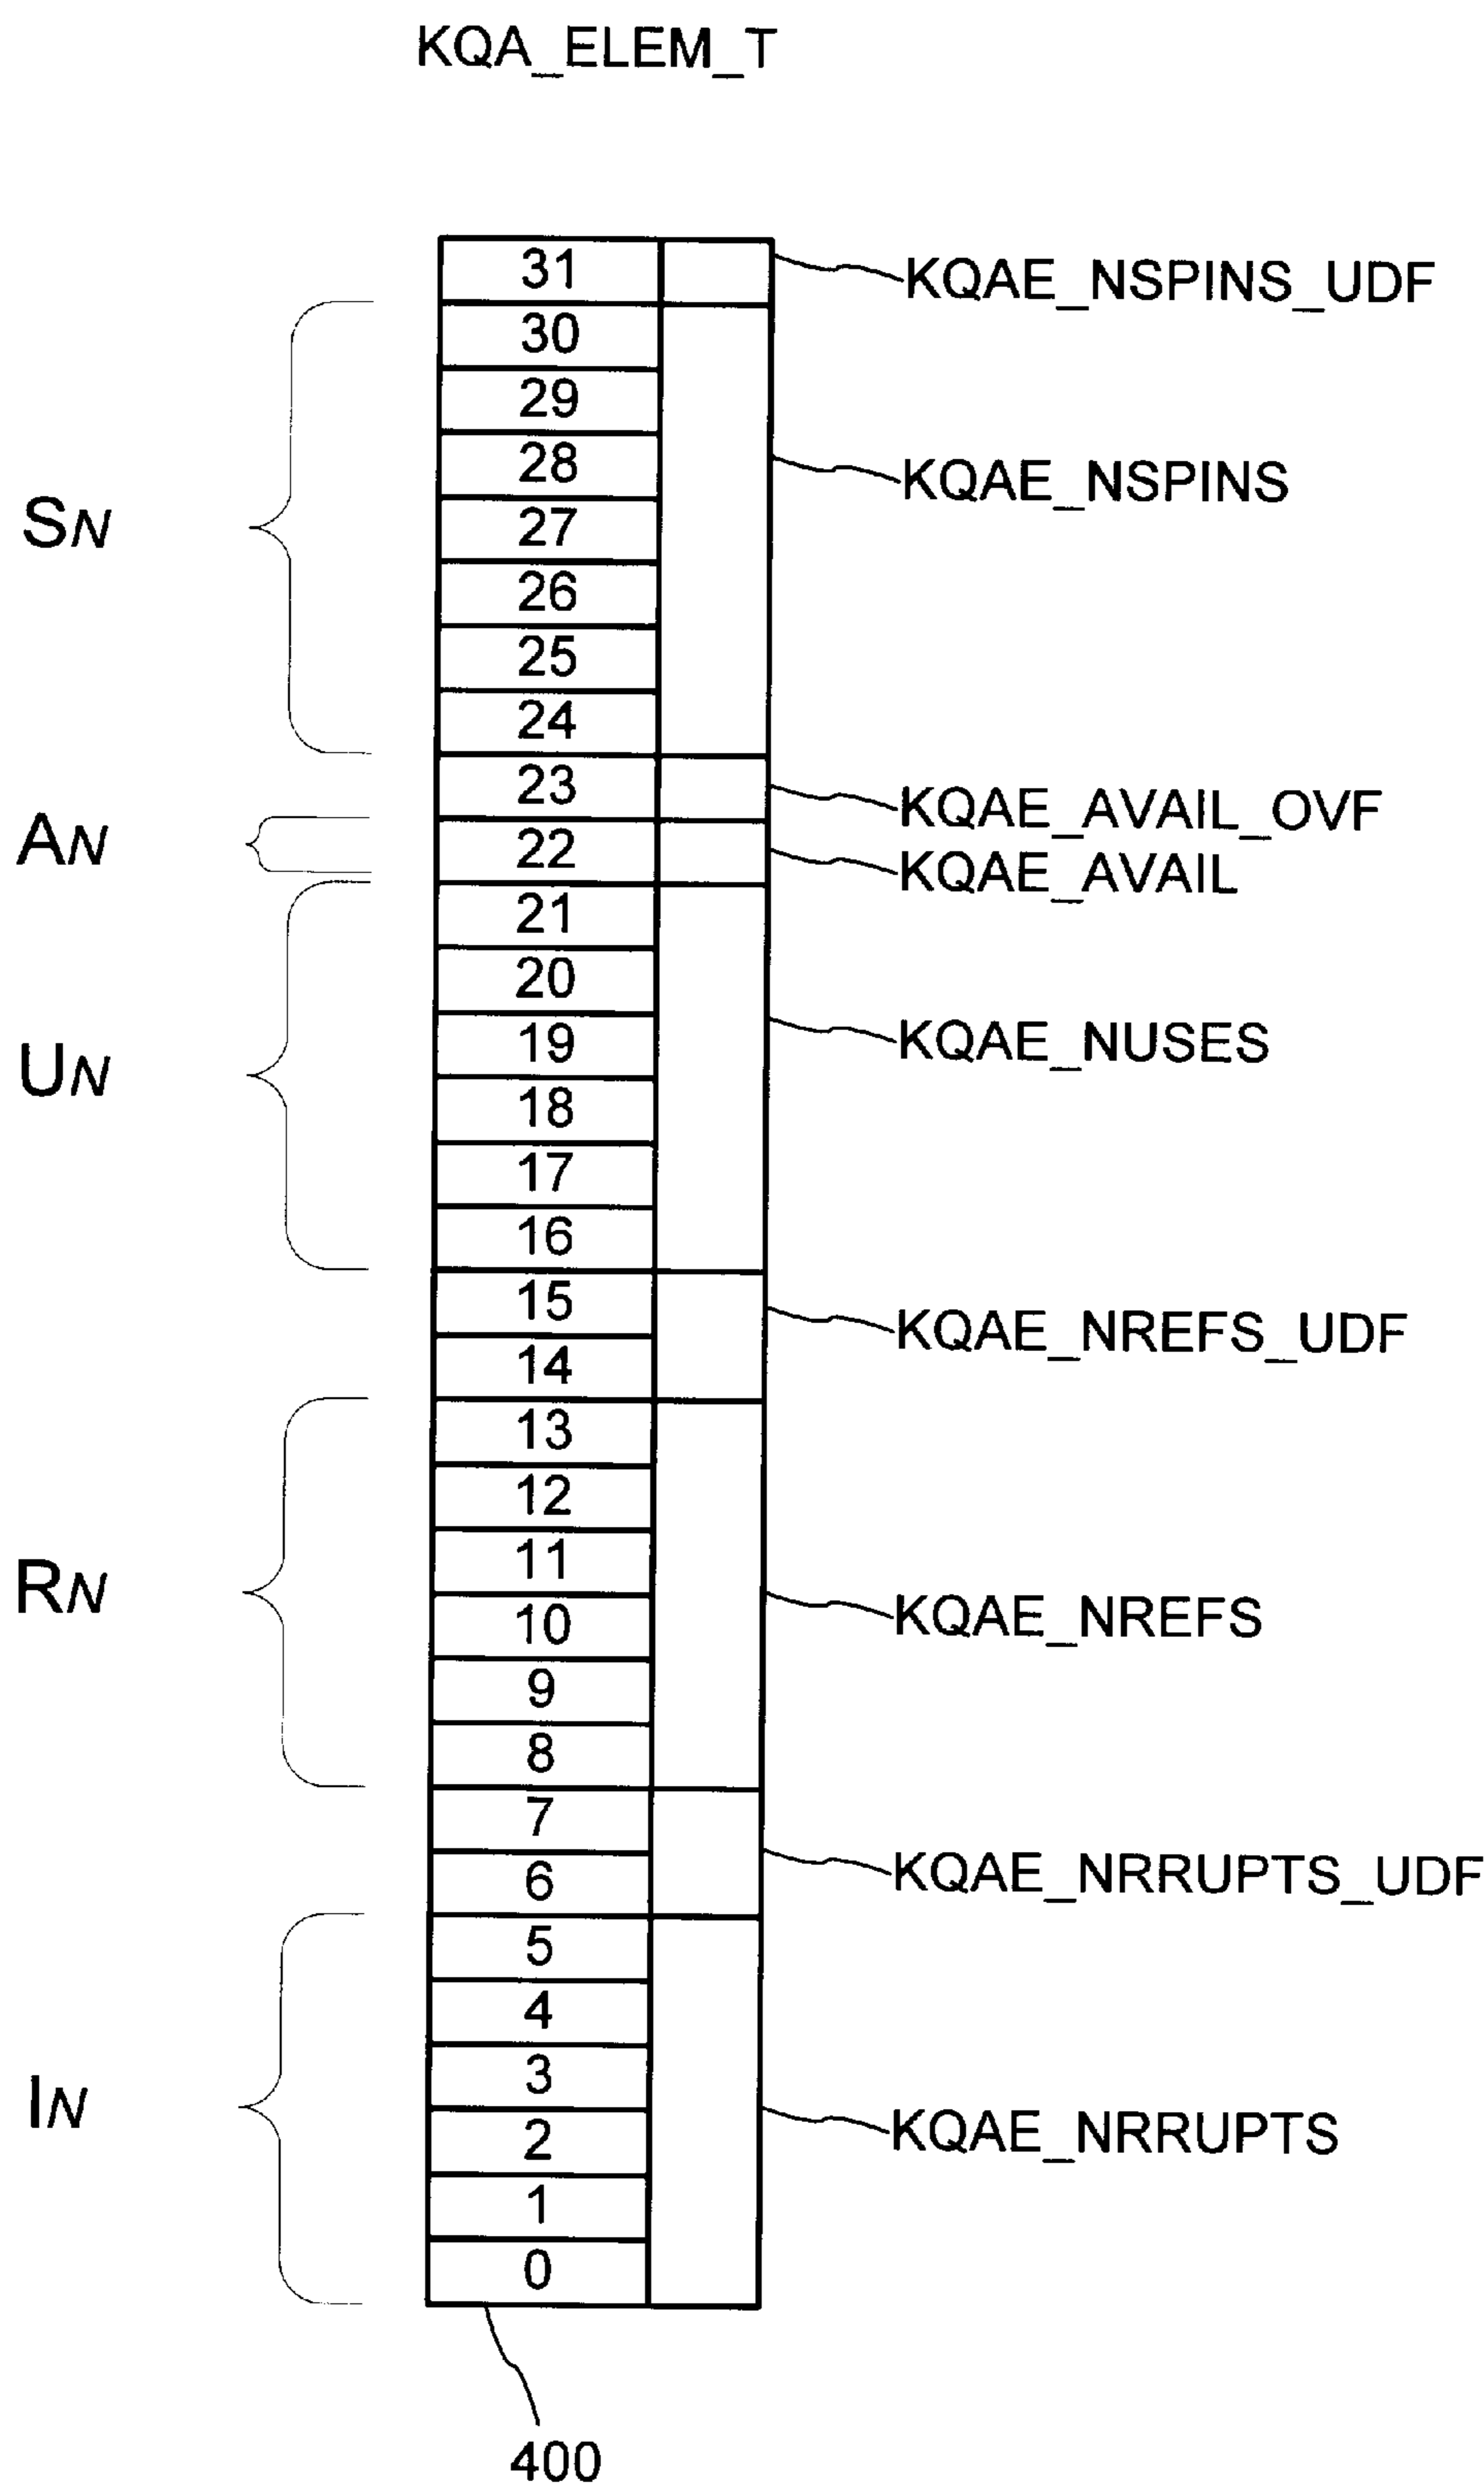 KQA_ELEM_T
31 KQAE_NSPINS_UDF
30
29
28 KQAE_NSPINS
SN 27
26
25
24
23 KQAE_AVAIL_OVF
AN 22 KQAE_AVAIL
21
20
19 KQAE_NUSES
UN 18
17
16
15 KQAE_NREFS_UDF
14
13
12
11
RN 10 KQAE_NREFS
9
8
7
6 KQAE_NRRUPTS_UDF
5
4
3
IN 2 KQAE_NRRUPTS
1
0
400